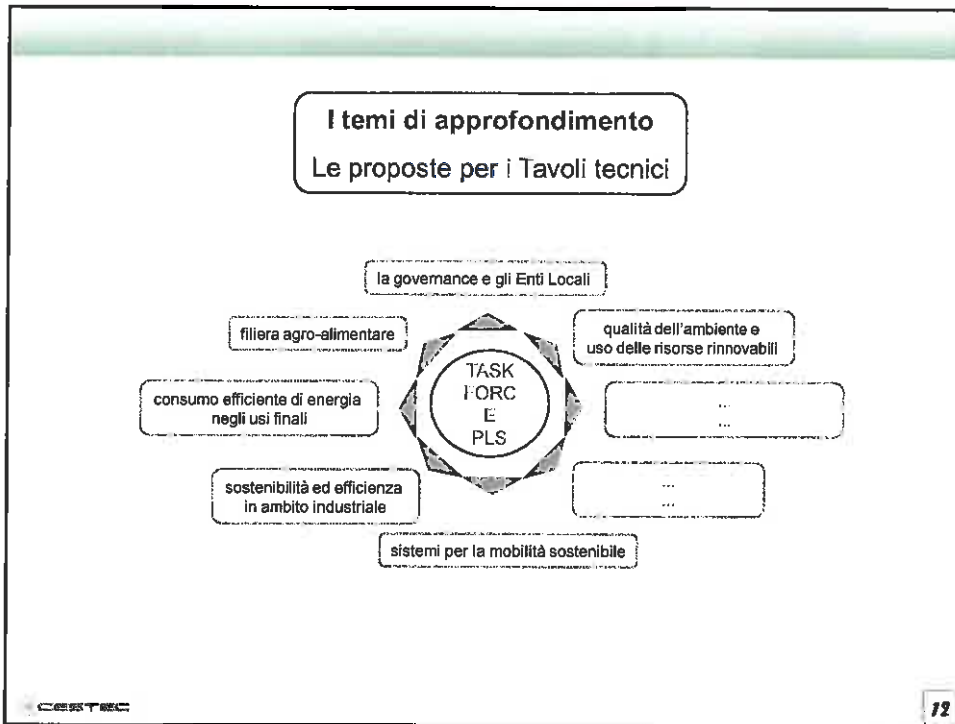 I temi di approfondimento
Le proposte per i Tavoli tecnici
la governance e gli Enti Locali
filiera agro-alimentare
qualità dell'ambiente e
uso delle risorse rinnovabili
TASK
FORC
E
PLS
consumo efficiente di energia
negli usi finali
...
...
sostenibilità ed efficienza
in ambito industriale
...
...
sistemi per la mobilità sostenibile
CESTEC
12